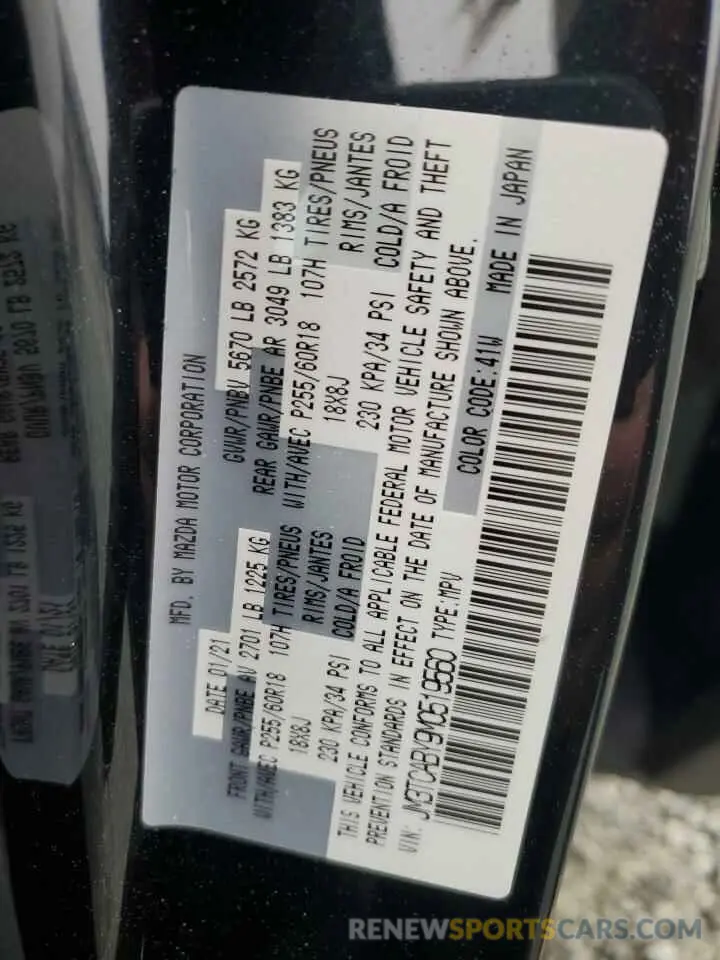 MFD. BY MAZDA MOTOR CORPORATION
DATE 01/21
GVWR/PNBV 5670 LB 2572 KG
FRONT GAWR/PNBE AV 2701 LB 1225 KG
REAR GAWR/PNBE AR 3049 LB 1383 KG
WITH/AVEC P255/60R18 107H TIRES/PNEUS
WITH/AVEC P255/60R18 107H TIRES/PNEUS
18X8J RIMS/JANTES
18X8J RIMS/JANTES
230 KPA/34 PSI COLD/A FROID
230 KPA/34 PSI COLD/A FROID
THIS VEHICLE CONFORMS TO ALL APPLICABLE FEDERAL MOTOR VEHICLE SAFETY AND THEFT
PREVENTION STANDARDS IN EFFECT ON THE DATE OF MANUFACTURE SHOWN ABOVE.
VIN: JM3TCABY9M0519560 TYPE:MPV
COLOR CODE:41W MADE IN JAPAN
RENEWSPORTSCARS.COM